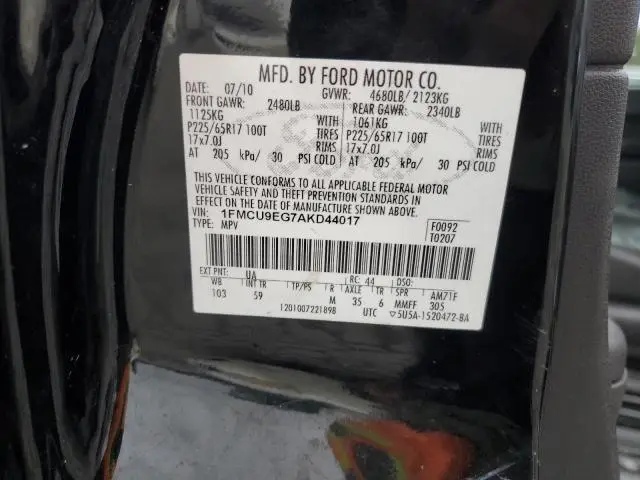 MFD. BY FORD MOTOR CO.
DATE: 07/10 GVWR: 4680LB/ 2123KG
FRONT GAWR: 2480LB REAR GAWR: 2340LB
1125KG WITH 1061KG WITH
P225/65R17 100T TIRES P225/65R17 100T TIRES
17x7.0J RIMS 17x7.0J RIMS
AT 205 kPa/ 30 PSI COLD AT 205 kPa/ 30 PSI COLD
THIS VEHICLE CONFORMS TO ALL APPLICABLE FEDERAL MOTOR
VEHICLE SAFETY AND THEFT PREVENTION STANDARDS IN
EFFECT ON THE DATE OF MANUFACTURE SHOWN ABOVE.
VIN: 1FMCU9EG7AKD44017 F0092
TYPE: MPV T0207
EXT PNT: UA RC: 44 DSO:
WB INT TR TP/PS R AXLE TR SPR AM71F
103 59 M 35 6 MMFF 305
1201007221898 UTC ▽5U5A-1520472-BA
Ford